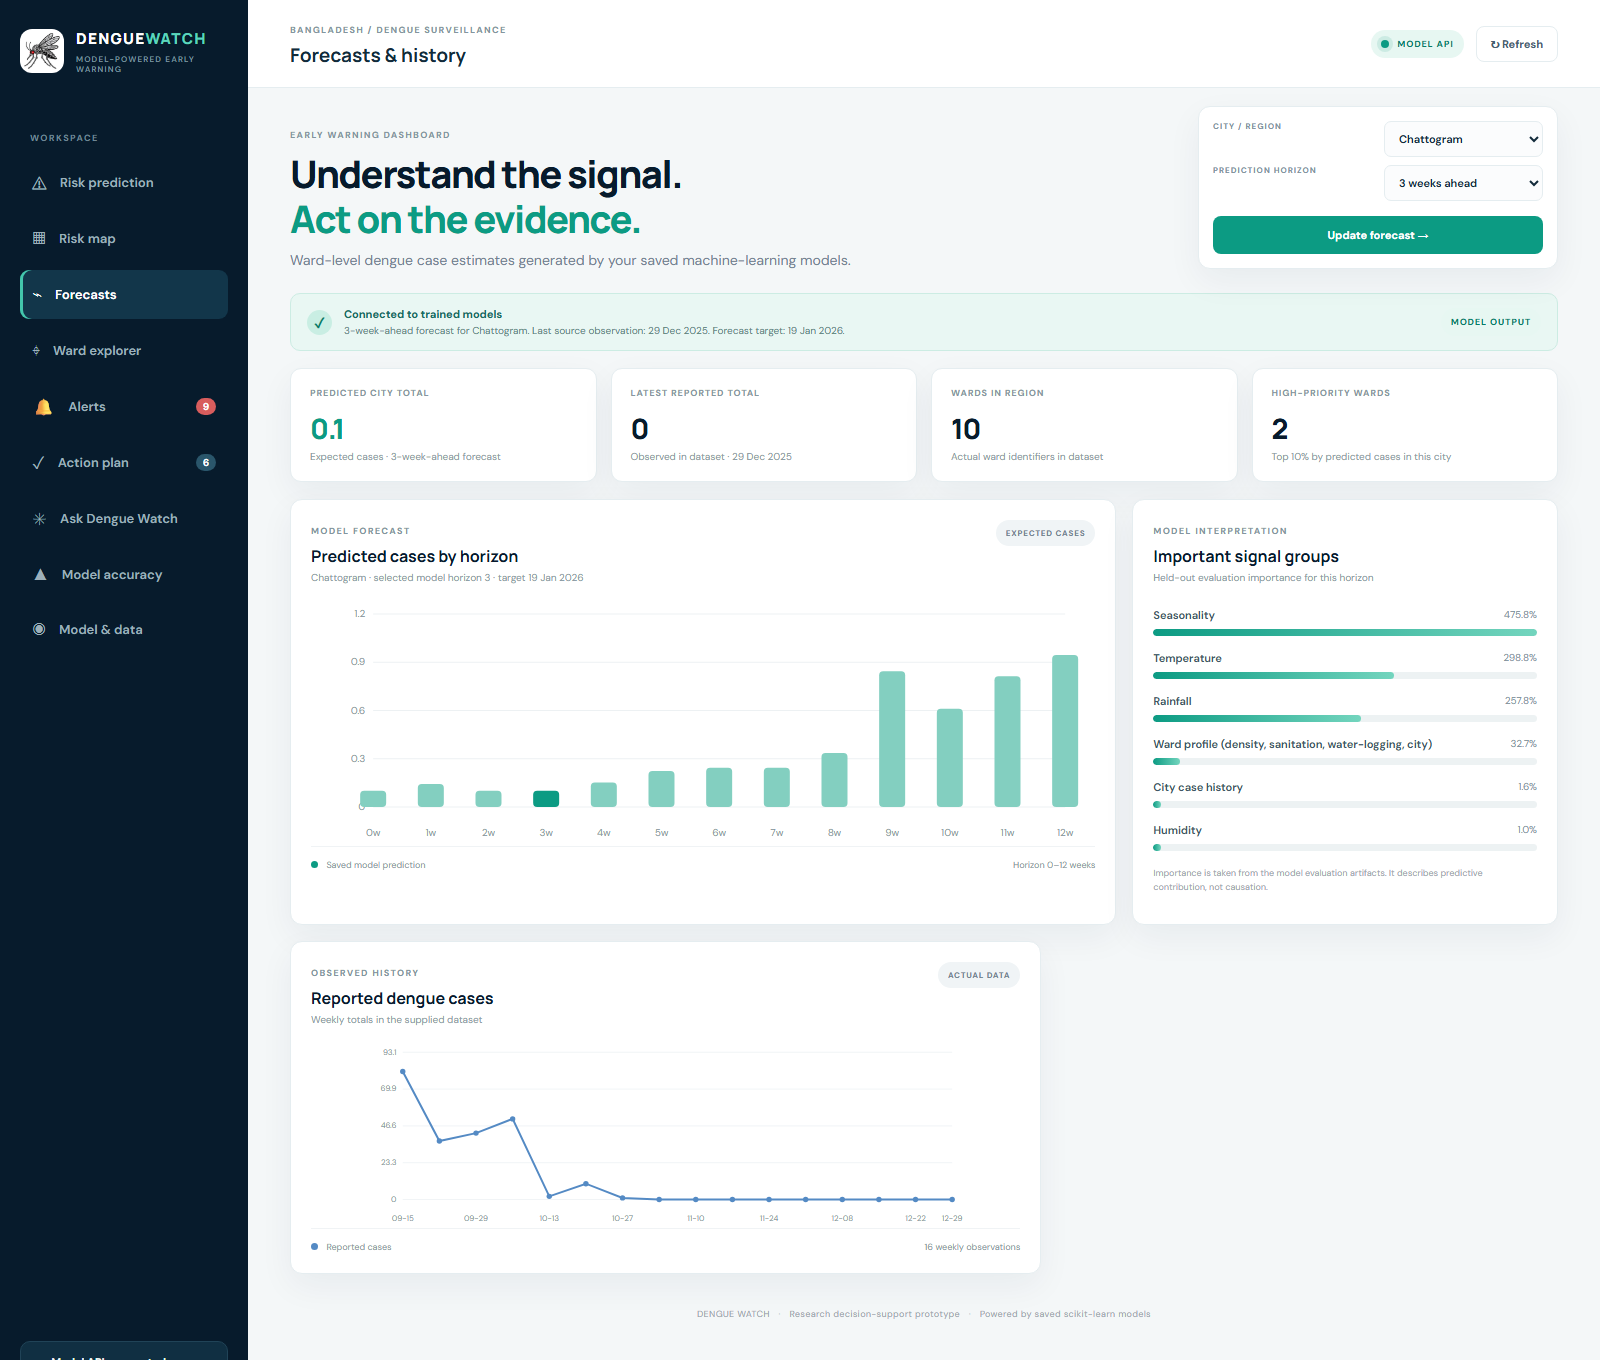 DENGUEWATCH
MODEL-POWERED EARLY
WARNING
WORKSPACE
Risk prediction
Risk map
Forecasts
Ward explorer
Alerts 9
Action plan 6
Ask Dengue Watch
Model accuracy
Model & data
BANGLADESH / DENGUE SURVEILLANCE
Forecasts & history
MODEL API
↻ Refresh
EARLY WARNING DASHBOARD
Understand the signal.
Act on the evidence.
Ward-level dengue case estimates generated by your saved machine-learning models.
CITY / REGION
Chattogram
PREDICTION HORIZON
3 weeks ahead
Update forecast →
Connected to trained models
3-week-ahead forecast for Chattogram. Last source observation: 29 Dec 2025. Forecast target: 19 Jan 2026.
MODEL OUTPUT
PREDICTED CITY TOTAL
0.1
Expected cases · 3-week-ahead forecast
LATEST REPORTED TOTAL
0
Observed in dataset · 29 Dec 2025
WARDS IN REGION
10
Actual ward identifiers in dataset
HIGH-PRIORITY WARDS
2
Top 10% by predicted cases in this city
MODEL FORECAST
Predicted cases by horizon
Chattogram · selected model horizon 3 · target 19 Jan 2026
EXPECTED CASES
1.2
0.9
0.6
0.3
0
0w 1w 2w 3w 4w 5w 6w 7w 8w 9w 10w 11w 12w
Saved model prediction
Horizon 0–12 weeks
MODEL INTERPRETATION
Important signal groups
Held-out evaluation importance for this horizon
Seasonality 475.8%
Temperature 298.8%
Rainfall 257.8%
Ward profile (density, sanitation, water-logging, city) 32.7%
City case history 1.6%
Humidity 1.0%
Importance is taken from the model evaluation artifacts. It describes predictive
contribution, not causation.
OBSERVED HISTORY
Reported dengue cases
Weekly totals in the supplied dataset
ACTUAL DATA
93.1
69.9
46.6
23.3
0
09-15 09-29 10-13 10-27 11-10 11-24 12-08 12-22 12-29
Reported cases
16 weekly observations
DENGUE WATCH · Research decision-support prototype · Powered by saved scikit-learn models